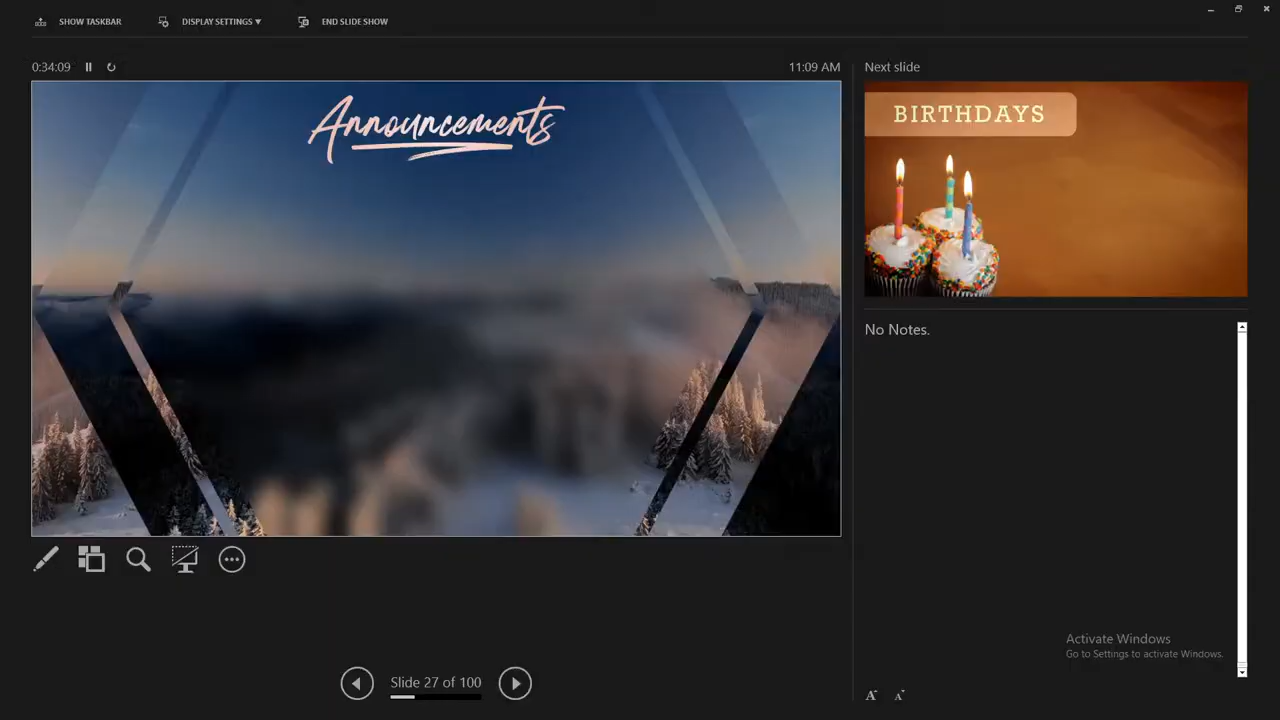 SHOW TASKBAR
DISPLAY SETTINGS ▾
END SLIDE SHOW
0:34:09
11:09 AM
Next slide
Announcements
BIRTHDAYS
No Notes.
Activate Windows
Go to Settings to activate Windows.
Slide 27 of 100
A
A